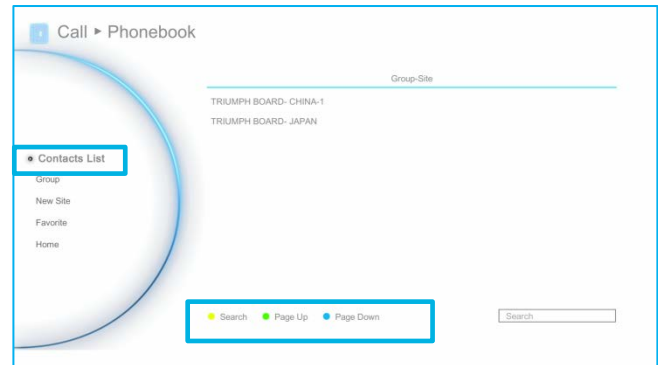 Call ▸ Phonebook
Group-Site
TRIUMPH BOARD- CHINA-1
TRIUMPH BOARD- JAPAN
Contacts List
Group
New Site
Favorite
Home
Search Page Up Page Down
Search